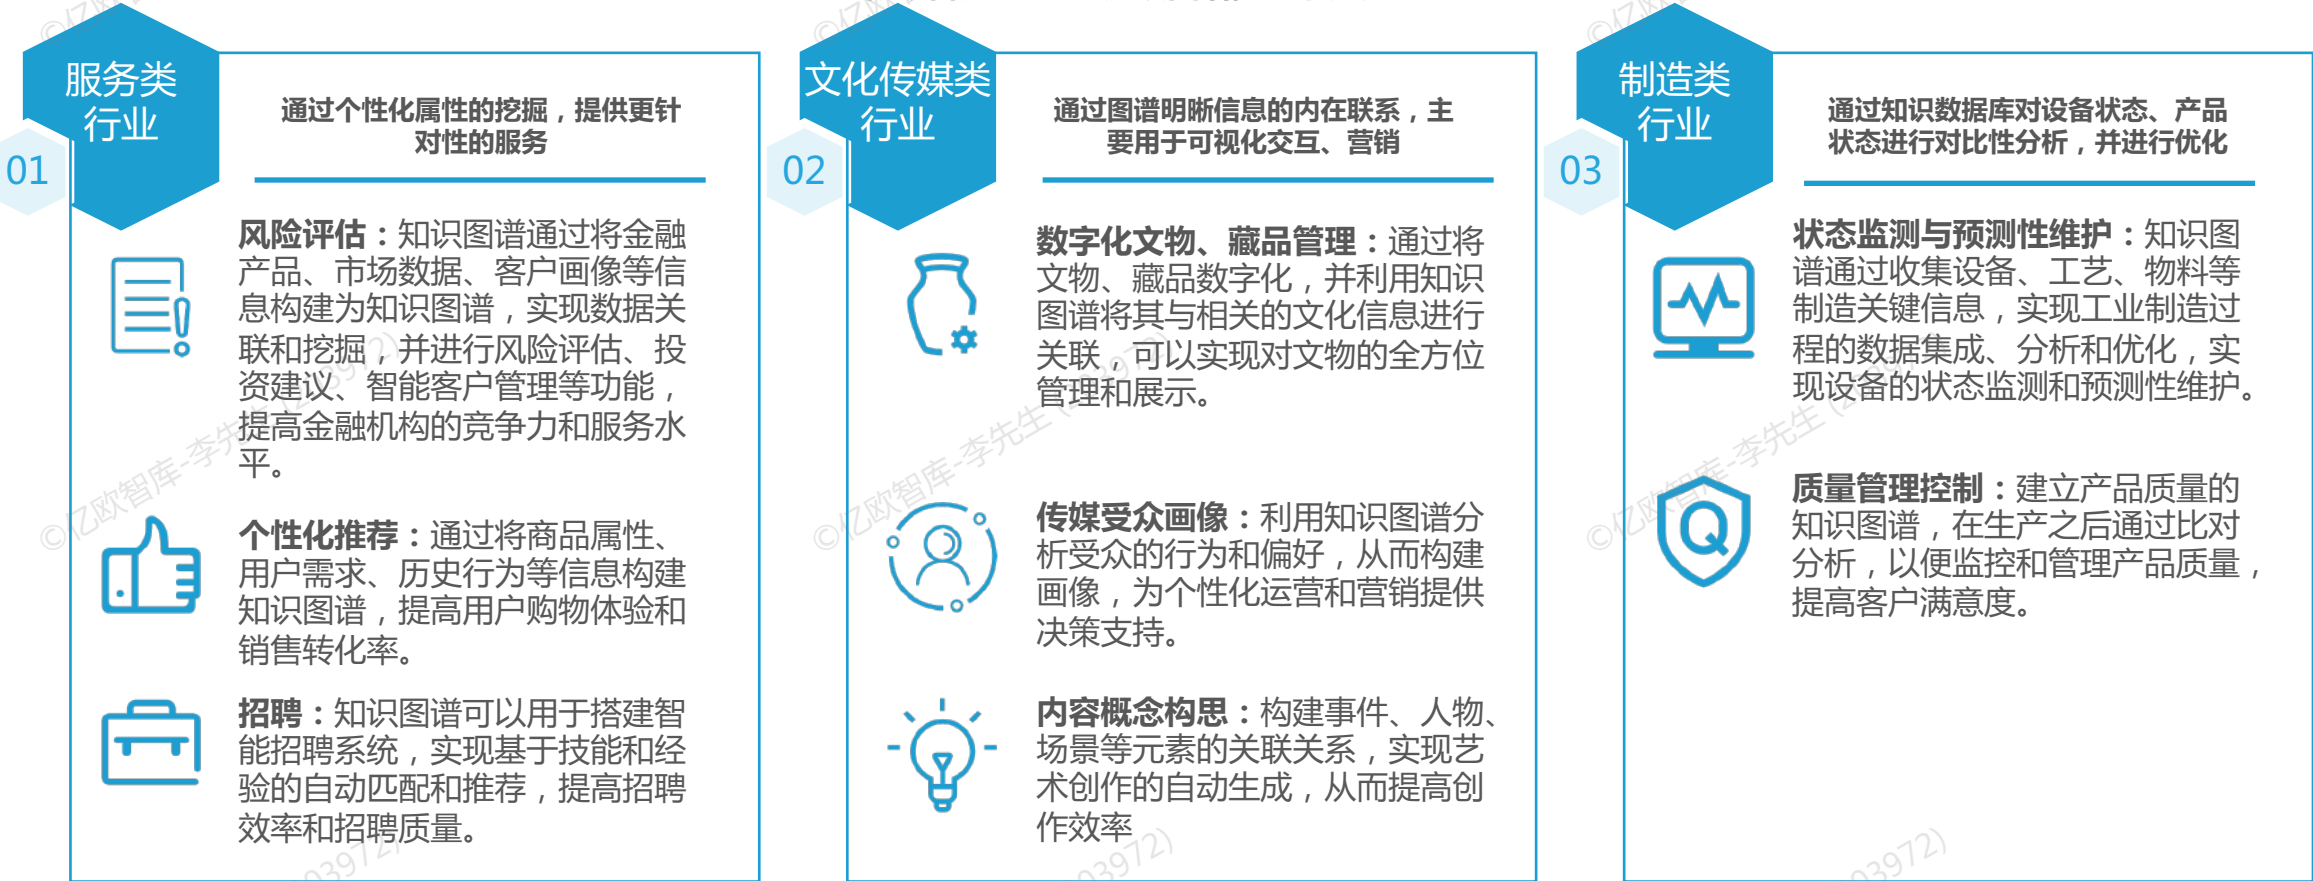 服务类
行业
01
通过个性化属性的挖掘，提供更针
对性的服务
风险评估：知识图谱通过将金融
产品、市场数据、客户画像等信
息构建为知识图谱，实现数据关
联和挖掘，并进行风险评估、投
资建议、智能客户管理等功能，
提高金融机构的竞争力和服务水
平。
个性化推荐：通过将商品属性、
用户需求、历史行为等信息构建
知识图谱，提高用户购物体验和
销售转化率。
招聘：知识图谱可以用于搭建智
能招聘系统，实现基于技能和经
验的自动匹配和推荐，提高招聘
效率和招聘质量。
文化传媒类
行业
02
通过图谱明晰信息的内在联系，主
要用于可视化交互、营销
数字化文物、藏品管理：通过将
文物、藏品数字化，并利用知识
图谱将其与相关的文化信息进行
关联，可以实现对文物的全方位
管理和展示。
传媒受众画像：利用知识图谱分
析受众的行为和偏好，从而构建
画像，为个性化运营和营销提供
决策支持。
内容概念构思：构建事件、人物、
场景等元素的关联关系，实现艺
术创作的自动生成，从而提高创
作效率
制造类
行业
03
通过知识数据库对设备状态、产品
状态进行对比性分析，并进行优化
状态监测与预测性维护：知识图
谱通过收集设备、工艺、物料等
制造关键信息，实现工业制造过
程的数据集成、分析和优化，实
现设备的状态监测和预测性维护。
Q
质量管理控制：建立产品质量的
知识图谱，在生产之后通过比对
分析，以便监控和管理产品质量，
提高客户满意度。
©亿欧智库-李先生
©亿欧智库-李先生
©亿欧智库-李先生